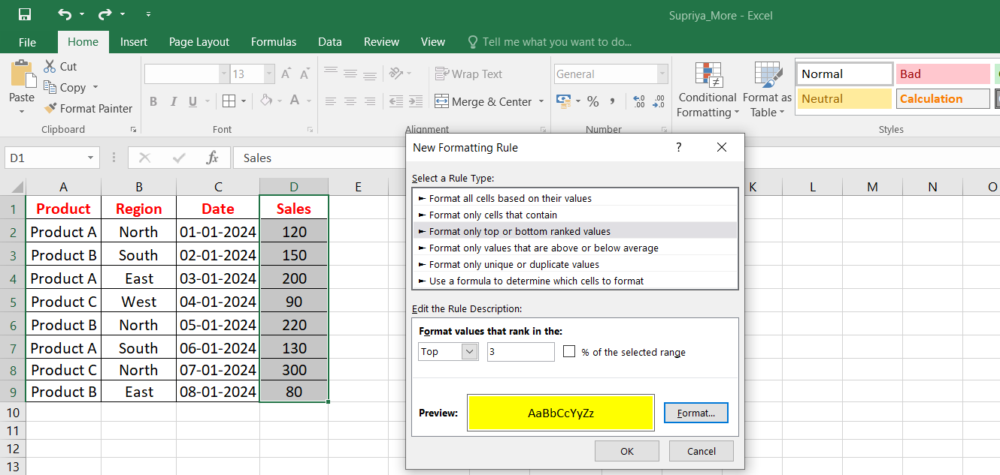 Supriya_More - Excel
File Home Insert Page Layout Formulas Data Review View Tell me what you want to do...
Paste
Cut
Copy
Format Painter
Clipboard
13 A A
B I U A
Font
Wrap Text
Merge & Center
Alignment
General
% , .00 .00
Number
Conditional Formatting
Format as Table
Normal Bad
Neutral Calculation
Styles
D1 fx Sales
A B C D E K L M N O
1 Product Region Date Sales
2 Product A North 01-01-2024 120
3 Product B South 02-01-2024 150
4 Product A East 03-01-2024 200
5 Product C West 04-01-2024 90
6 Product B North 05-01-2024 220
7 Product A South 06-01-2024 130
8 Product C North 07-01-2024 300
9 Product B East 08-01-2024 80
10
11
12
13
New Formatting Rule ?
Select a Rule Type:
► Format all cells based on their values
► Format only cells that contain
► Format only top or bottom ranked values
► Format only values that are above or below average
► Format only unique or duplicate values
► Use a formula to determine which cells to format
Edit the Rule Description:
Format values that rank in the:
Top 3 % of the selected range
Preview: AaBbCcYyZz Format...
OK Cancel